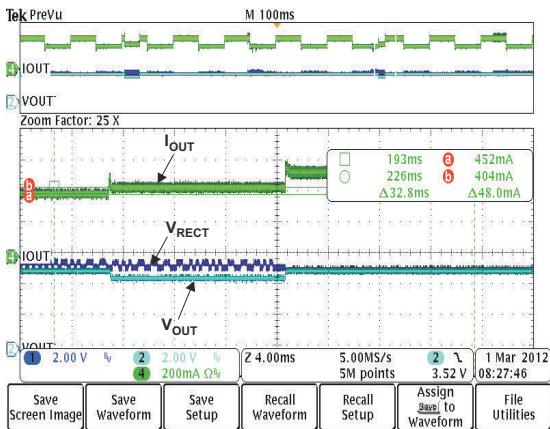 Tek PreVu M 100ms
4 IOUT
2 VOUT
Zoom Factor: 25 X
IOUT
193ms a 452mA
226ms b 404mA
Δ32.8ms Δ48.0mA
b
a
VRECT
4 IOUT
VOUT
2 VOUT
1 2.00 V 2 2.00 V Z 4.00ms 5.00MS/s 2 1 Mar 2012
4 200mA Ω 5M points 3.52 V 08:27:46
Save Screen Image
Save Waveform
Save Setup
Recall Waveform
Recall Setup
Assign Save to Waveform
File Utilities